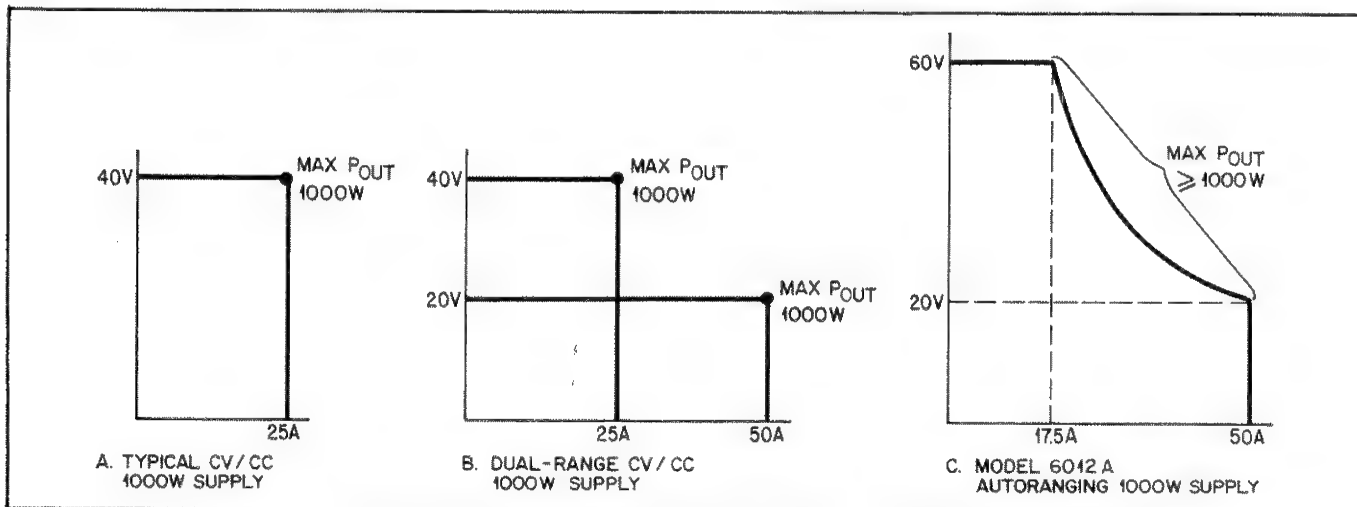 40V
MAX POUT
1000W
25A
A. TYPICAL CV/CC
1000W SUPPLY
40V
MAX POUT
1000W
20V
MAX POUT
1000W
25A
50A
B. DUAL-RANGE CV/CC
1000W SUPPLY
60V
MAX POUT
⩾ 1000W
20V
17.5A
50A
C. MODEL 6012A
AUTORANGING 1000W SUPPLY